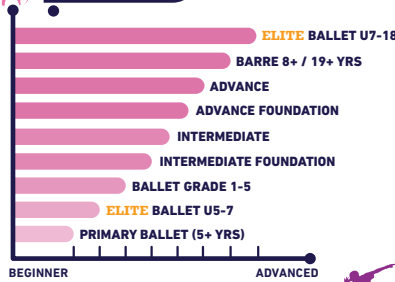 ELITE BALLET U7-18
BARRE 8+ / 19+ YRS
ADVANCE
ADVANCE FOUNDATION
INTERMEDIATE
INTERMEDIATE FOUNDATION
BALLET GRADE 1-5
ELITE BALLET U5-7
PRIMARY BALLET (5+ YRS)
BEGINNER
ADVANCED